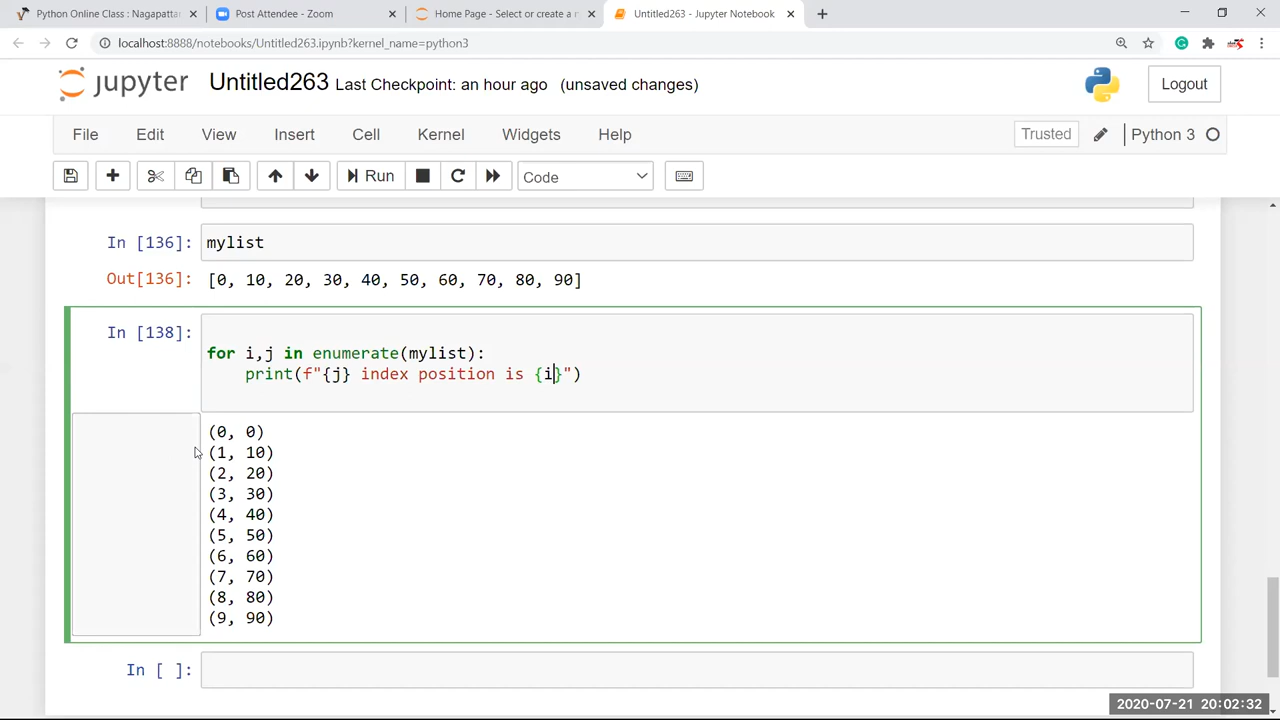 Python Online Class : Nagapattan
Post Attendee - Zoom
Home Page - Select or create a n
Untitled263 - Jupyter Notebook
localhost:8888/notebooks/Untitled263.ipynb?kernel_name=python3
jupyter Untitled263 Last Checkpoint: an hour ago (unsaved changes)
Logout
File Edit View Insert Cell Kernel Widgets Help
Trusted Python 3
Run Code
In [136]: mylist
Out[136]: [0, 10, 20, 30, 40, 50, 60, 70, 80, 90]
In [138]:
for i,j in enumerate(mylist):
print(f"{j} index position is {i}")
(0, 0)
(1, 10)
(2, 20)
(3, 30)
(4, 40)
(5, 50)
(6, 60)
(7, 70)
(8, 80)
(9, 90)
In [ ]:
2020-07-21 20:02:32